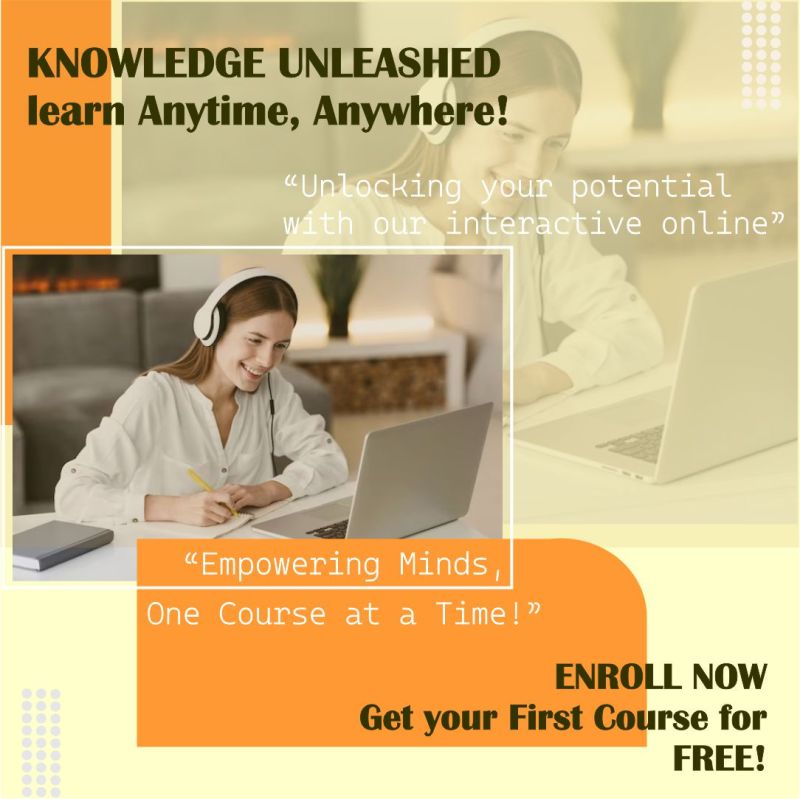 KNOWLEDGE UNLEASHED
learn Anytime, Anywhere!
“Unlocking your potential
with our interactive online”
“Empowering Minds,
One Course at a Time!”
ENROLL NOW
Get your First Course for
FREE!